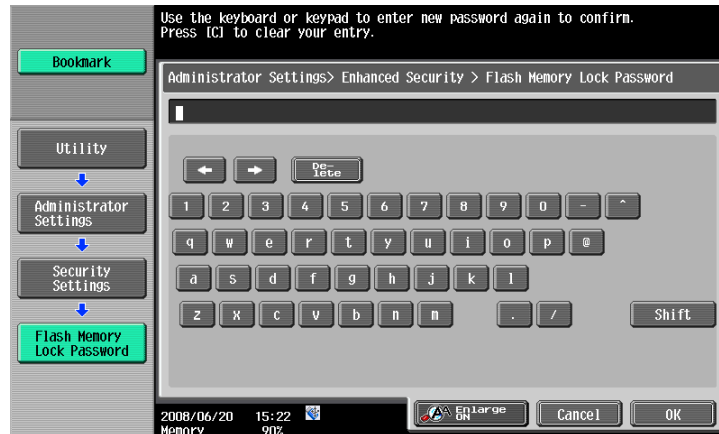 Use the keyboard or keypad to enter new password again to confirm.
Press [C] to clear your entry.
Bookmark
Administrator Settings> Enhanced Security > Flash Memory Lock Password
Utility
Administrator
Settings
Security
Settings
Flash Memory
Lock Password
← → De-
lete
1 2 3 4 5 6 7 8 9 0 - ^
q w e r t y u i o p @
a s d f g h j k l
z x c v b n m . / Shift
2008/06/20 15:22
Memory 90%
Enlarge
ON
Cancel
OK